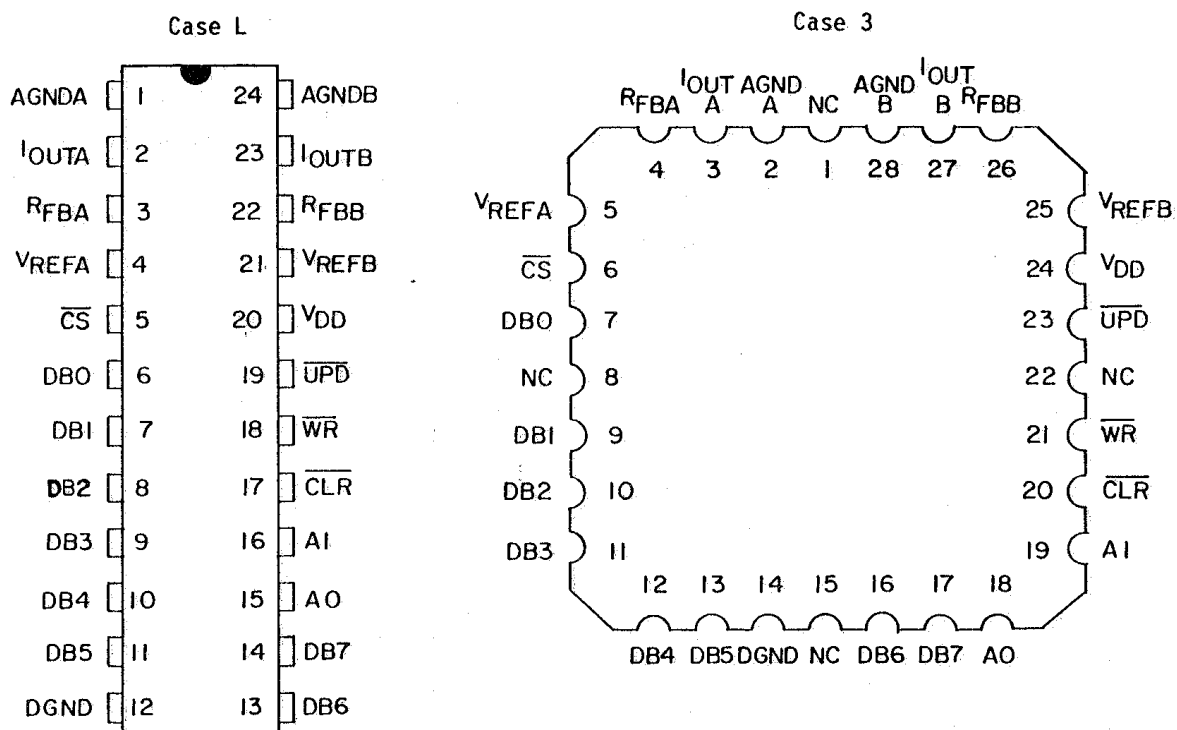 Case L
AGNDA 1 24 AGNDB
IOUTA 2 23 IOUTB
RFBA 3 22 RFBB
VREFA 4 21 VREFB
CS 5 20 VDD
DB0 6 19 UPD
DB1 7 18 WR
DB2 8 17 CLR
DB3 9 16 A1
DB4 10 15 A0
DB5 11 14 DB7
DGND 12 13 DB6
Case 3
RFBA IOUT A AGND A NC AGND B IOUT B RFBB
4 3 2 1 28 27 26
VREFA 5 25 VREFB
CS 6 24 VDD
DB0 7 23 UPD
NC 8 22 NC
DB1 9 21 WR
DB2 10 20 CLR
DB3 11 19 A1
12 13 14 15 16 17 18
DB4 DB5 DGND NC DB6 DB7 A0